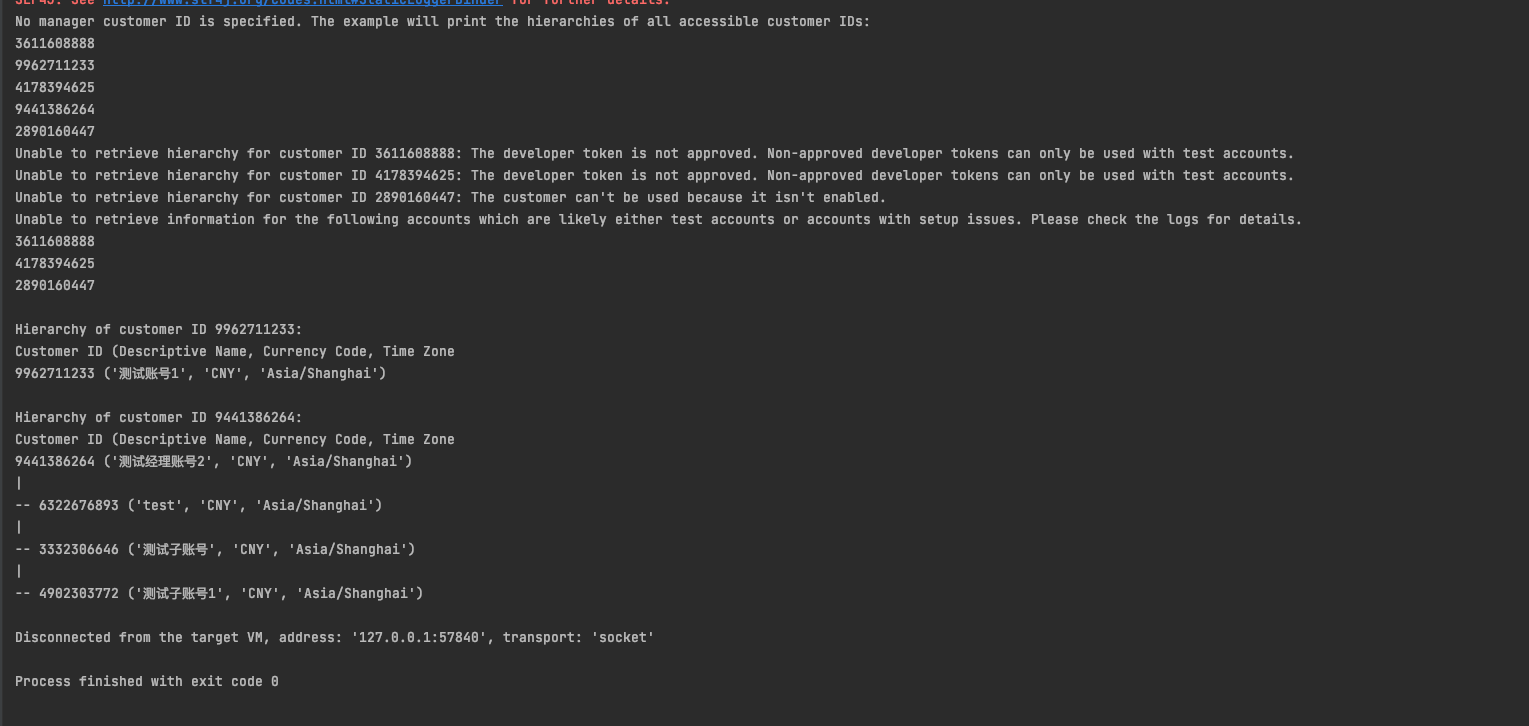 SLF4J: See http://www.slf4j.org/codes.html#StaticLoggerBinder for further details.
No manager customer ID is specified. The example will print the hierarchies of all accessible customer IDs:
3611608888
9962711233
4178394625
9441386264
2890160447
Unable to retrieve hierarchy for customer ID 3611608888: The developer token is not approved. Non-approved developer tokens can only be used with test accounts.
Unable to retrieve hierarchy for customer ID 4178394625: The developer token is not approved. Non-approved developer tokens can only be used with test accounts.
Unable to retrieve hierarchy for customer ID 2890160447: The customer can't be used because it isn't enabled.
Unable to retrieve information for the following accounts which are likely either test accounts or accounts with setup issues. Please check the logs for details.
3611608888
4178394625
2890160447
Hierarchy of customer ID 9962711233:
Customer ID (Descriptive Name, Currency Code, Time Zone
9962711233 ('测试账号1', 'CNY', 'Asia/Shanghai')
Hierarchy of customer ID 9441386264:
Customer ID (Descriptive Name, Currency Code, Time Zone
9441386264 ('测试经理账号2', 'CNY', 'Asia/Shanghai')
|
-- 6322676893 ('test', 'CNY', 'Asia/Shanghai')
|
-- 3332306646 ('测试子账号', 'CNY', 'Asia/Shanghai')
|
-- 4902303772 ('测试子账号1', 'CNY', 'Asia/Shanghai')
Disconnected from the target VM, address: '127.0.0.1:57840', transport: 'socket'
Process finished with exit code 0